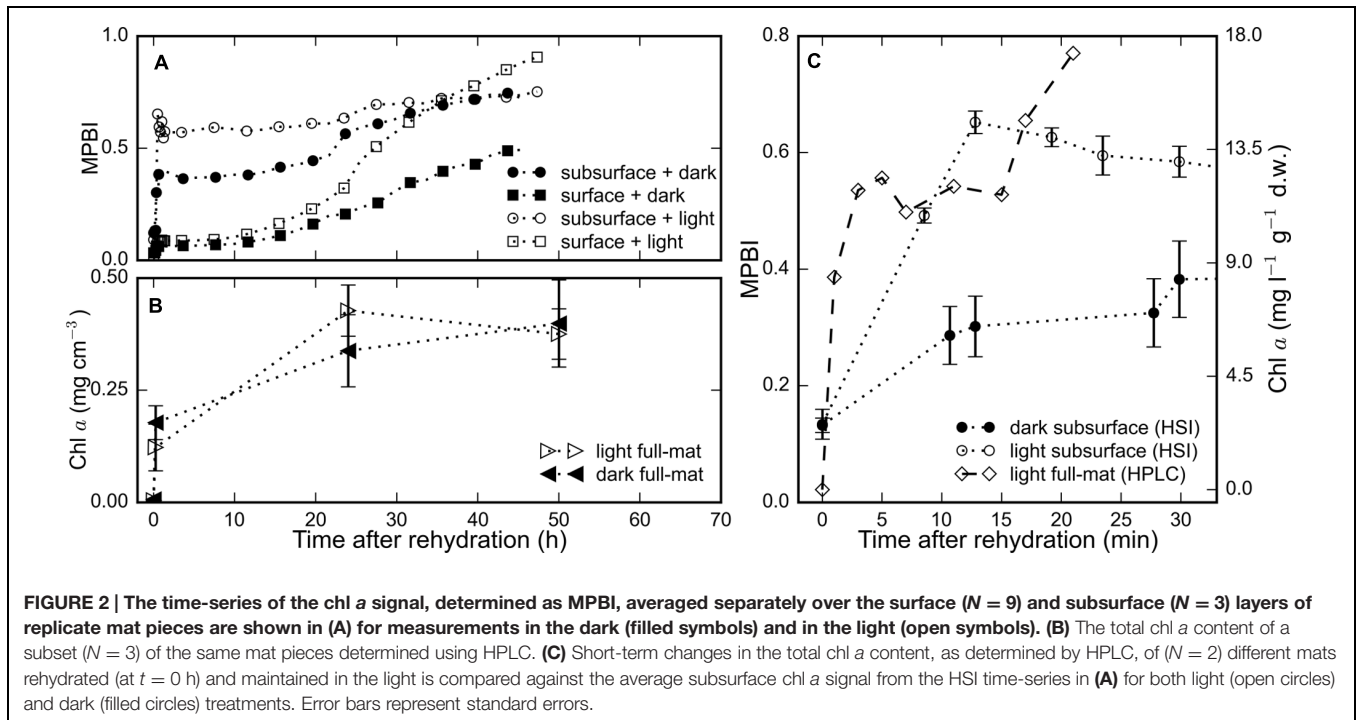 1.0
0.5
0.0
MPBI
A
subsurface + dark
surface + dark
subsurface + light
surface + light
0.50
0.25
0.00
Chl a (mg cm−3)
B
light full-mat
dark full-mat
0 10 20 30 40 50 60 70
Time after rehydration (h)
0.8
0.6
0.4
0.2
0.0
MPBI
C
18.0
13.5
9.0
4.5
0.0
Chl a (mg l−1 g−1 d.w.)
dark subsurface (HSI)
light subsurface (HSI)
light full-mat (HPLC)
0 5 10 15 20 25 30
Time after rehydration (min)
FIGURE 2 | The time-series of the chl a signal, determined as MPBI, averaged separately over the surface (N = 9) and subsurface (N = 3) layers of
replicate mat pieces are shown in (A) for measurements in the dark (filled symbols) and in the light (open symbols). (B) The total chl a content of a
subset (N = 3) of the same mat pieces determined using HPLC. (C) Short-term changes in the total chl a content, as determined by HPLC, of (N = 2) different mats
rehydrated (at t = 0 h) and maintained in the light is compared against the average subsurface chl a signal from the HSI time-series in (A) for both light (open circles)
and dark (filled circles) treatments. Error bars represent standard errors.